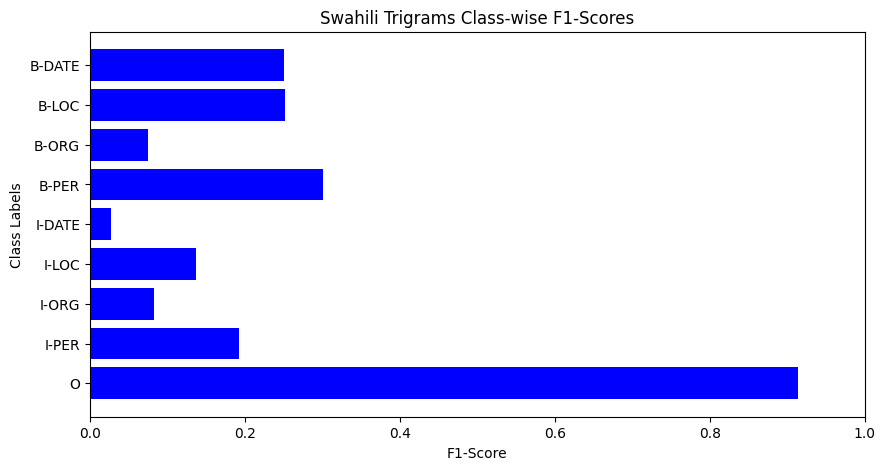 Swahili Trigrams Class-wise F1-Scores
B-DATE
B-LOC
B-ORG
B-PER
I-DATE
I-LOC
I-ORG
I-PER
O
Class Labels
0.0 0.2 0.4 0.6 0.8 1.0
F1-Score